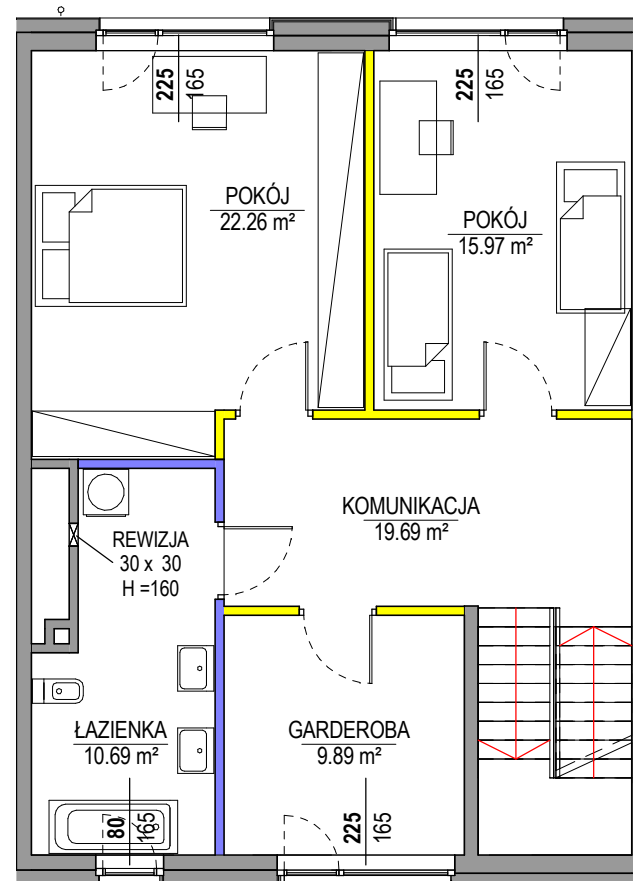 225
165
225
165
POKÓJ
22.26 m²
POKÓJ
15.97 m²
KOMUNIKACJA
19.69 m²
REWIZJA
30 x 30
H =160
ŁAZIENKA
10.69 m²
GARDEROBA
9.89 m²
80
165
225
165